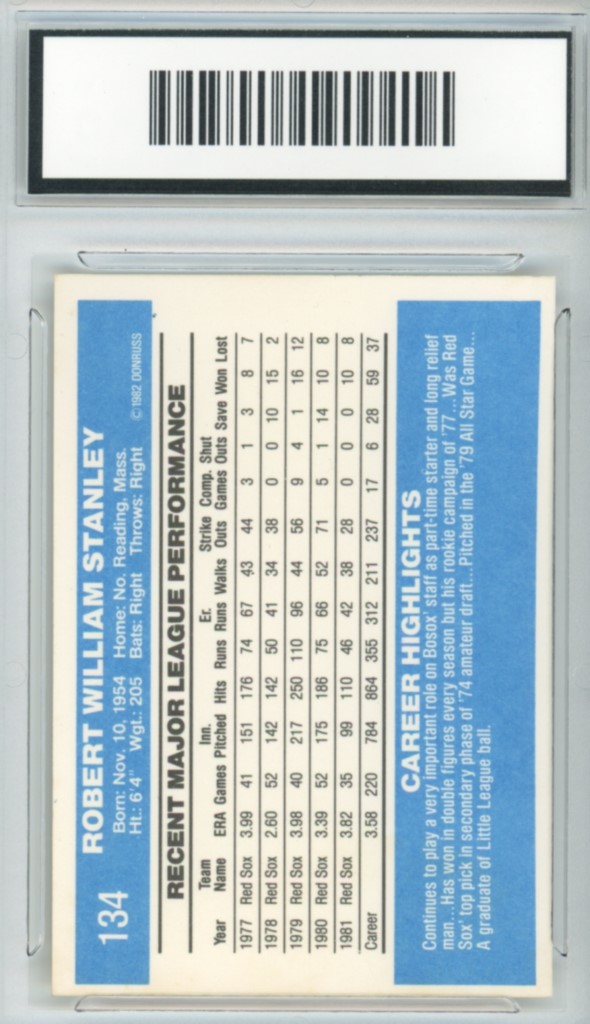 134 ROBERT WILLIAM STANLEY
Born: Nov. 10, 1954 Home: No. Reading, Mass.
Ht.: 6'4" Wgt.: 205 Bats: Right Throws: Right ©1982 DONRUSS
RECENT MAJOR LEAGUE PERFORMANCE
Team Inn. Er. Strike Comp. Shut
Year Name ERA Games Pitched Hits Runs Runs Walks Outs Games Outs Save Won Lost
1977 Red Sox 3.99 41 151 176 74 67 43 44 3 1 3 8 7
1978 Red Sox 2.60 52 142 142 50 41 34 38 0 0 10 15 2
1979 Red Sox 3.98 40 217 250 110 96 44 56 9 4 1 16 12
1980 Red Sox 3.39 52 175 186 75 66 52 71 5 1 14 10 8
1981 Red Sox 3.82 35 99 110 46 42 38 28 0 0 0 10 8
Career 3.58 220 784 864 355 312 211 237 17 6 28 59 37
CAREER HIGHLIGHTS
Continues to play a very important role on Bosox' staff as part-time starter and long relief
man...Has won in double figures every season but his rookie campaign of '77...Was Red
Sox' top pick in secondary phase of '74 amateur draft...Pitched in the '79 All Star Game...
A graduate of Little League ball.